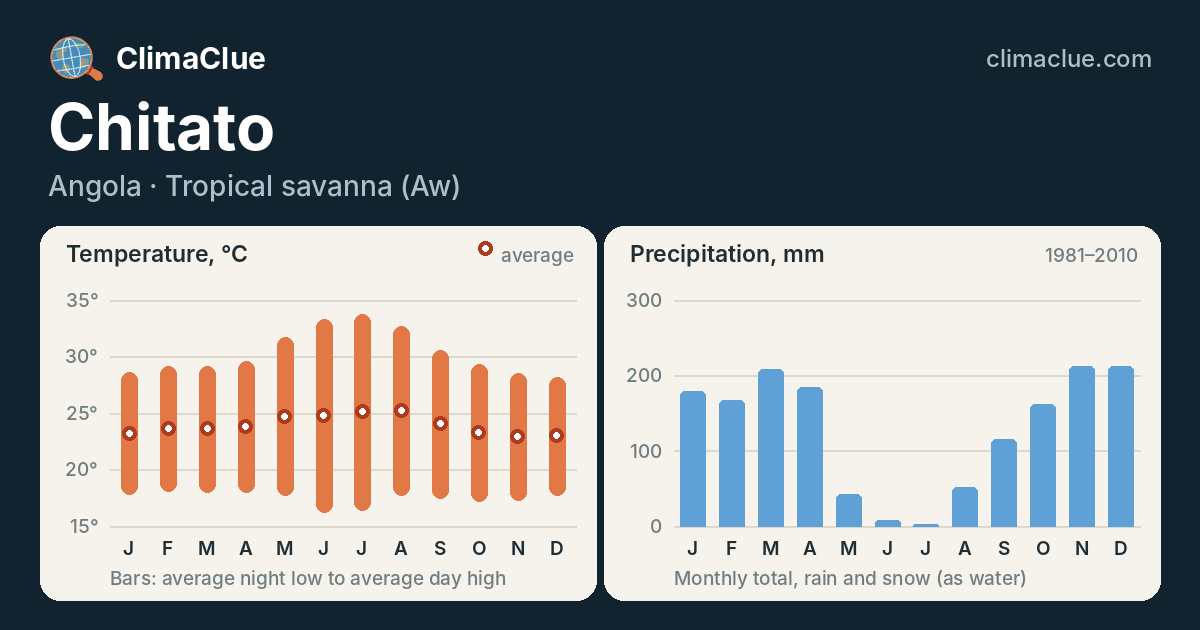 ClimaClue
climaclue.com
Chitato
Angola · Tropical savanna (Aw)
Temperature, °C
average
35°
30°
25°
20°
15°
J F M A M J J A S O N D
Bars: average night low to average day high
Precipitation, mm
1981–2010
300
200
100
0
J F M A M J J A S O N D
Monthly total, rain and snow (as water)